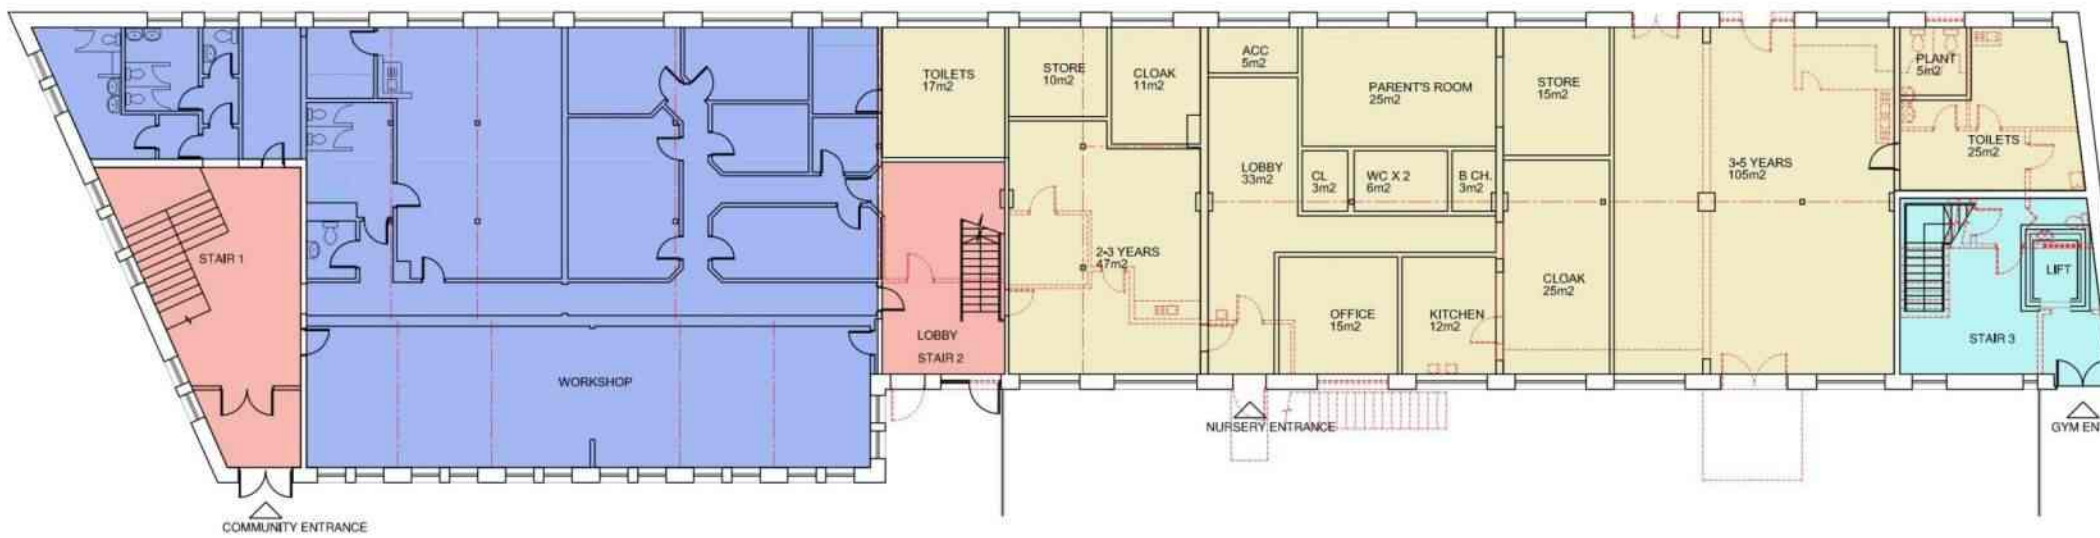 TOILETS
17m2
STORE
10m2
CLOAK
11m2
ACC
5m2
PARENT'S ROOM
25m2
STORE
15m2
PLANT
5m2
TOILETS
25m2
LOBBY
33m2
CL
3m2
WC X 2
6m2
B CH.
3m2
3-5 YEARS
105m2
STAIR 1
2-3 YEARS
47m2
CLOAK
25m2
LIFT
OFFICE
15m2
KITCHEN
12m2
LOBBY
STAIR 2
STAIR 3
WORKSHOP
NURSERY ENTRANCE
GYM EN
COMMUNITY ENTRANCE